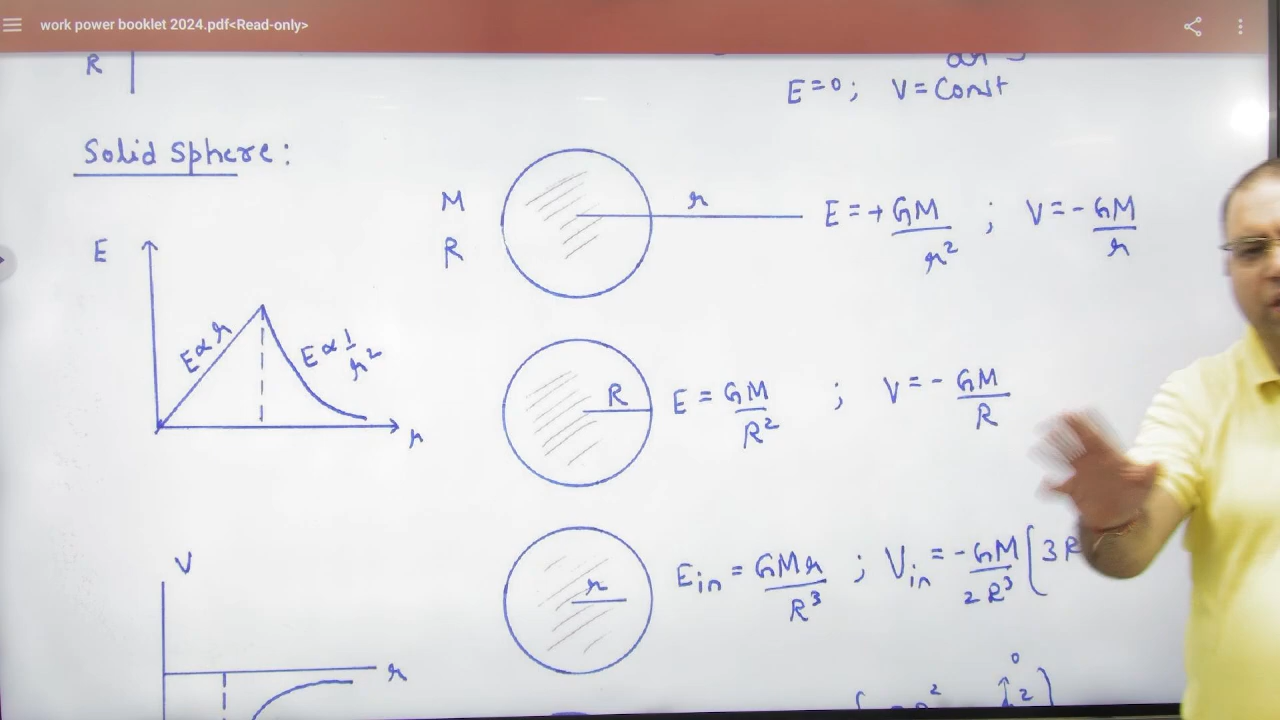 work power booklet 2024.pdf<Read-only>
R
E=0; V=Const
Solid Sphere:
M
R
r
E = + GM/r² ; V = - GM/r
E
E ∝ r
E ∝ 1/r²
r
R
E = GM/R² ; V = - GM/R
r
E_in = GMr/R³ ; V_in = - GM/2R³ [3R
V
r